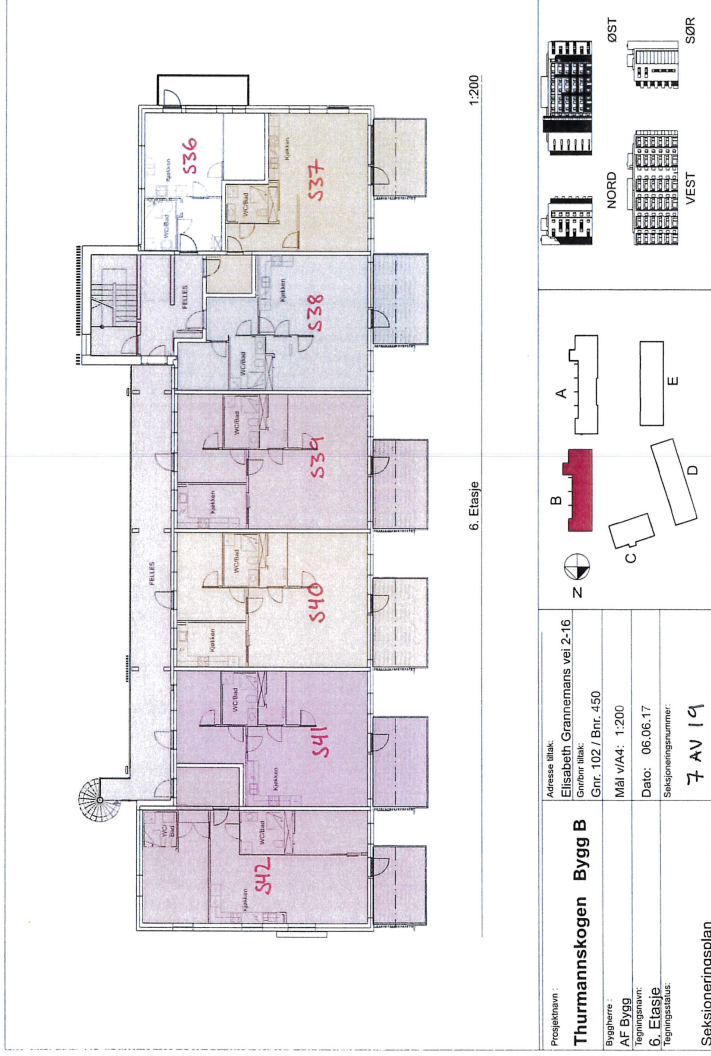 S36
Kjøkken
WC/Bad
S37
Kjøkken
WC/Bad
FELLES
S38
Kjøkken
WC/Bad
S39
WC/Bad
Kjøkken
FELLES
S40
WC/Bad
Kjøkken
S41
WC/Bad
Kjøkken
S42
WC/
Bad
WC/Bad
Kjøkken
6. Etasje
1:200
Prosjektnavn :
Thurmannskogen Bygg B
Byggherre :
AF Bygg
Tegningsnavn:
6. Etasje
Tegningsstatus:
Seksjoneringsplan
Adresse tiltak:
Elisabeth Grannemans vei 2-16
Gnr/bnr tiltak:
Gnr. 102 / Bnr. 450
Mål v/A4: 1:200
Dato: 06.06.17
Seksjoneringsnummer:
7 AV 19
N
B
A
C
D
E
NORD
ØST
VEST
SØR